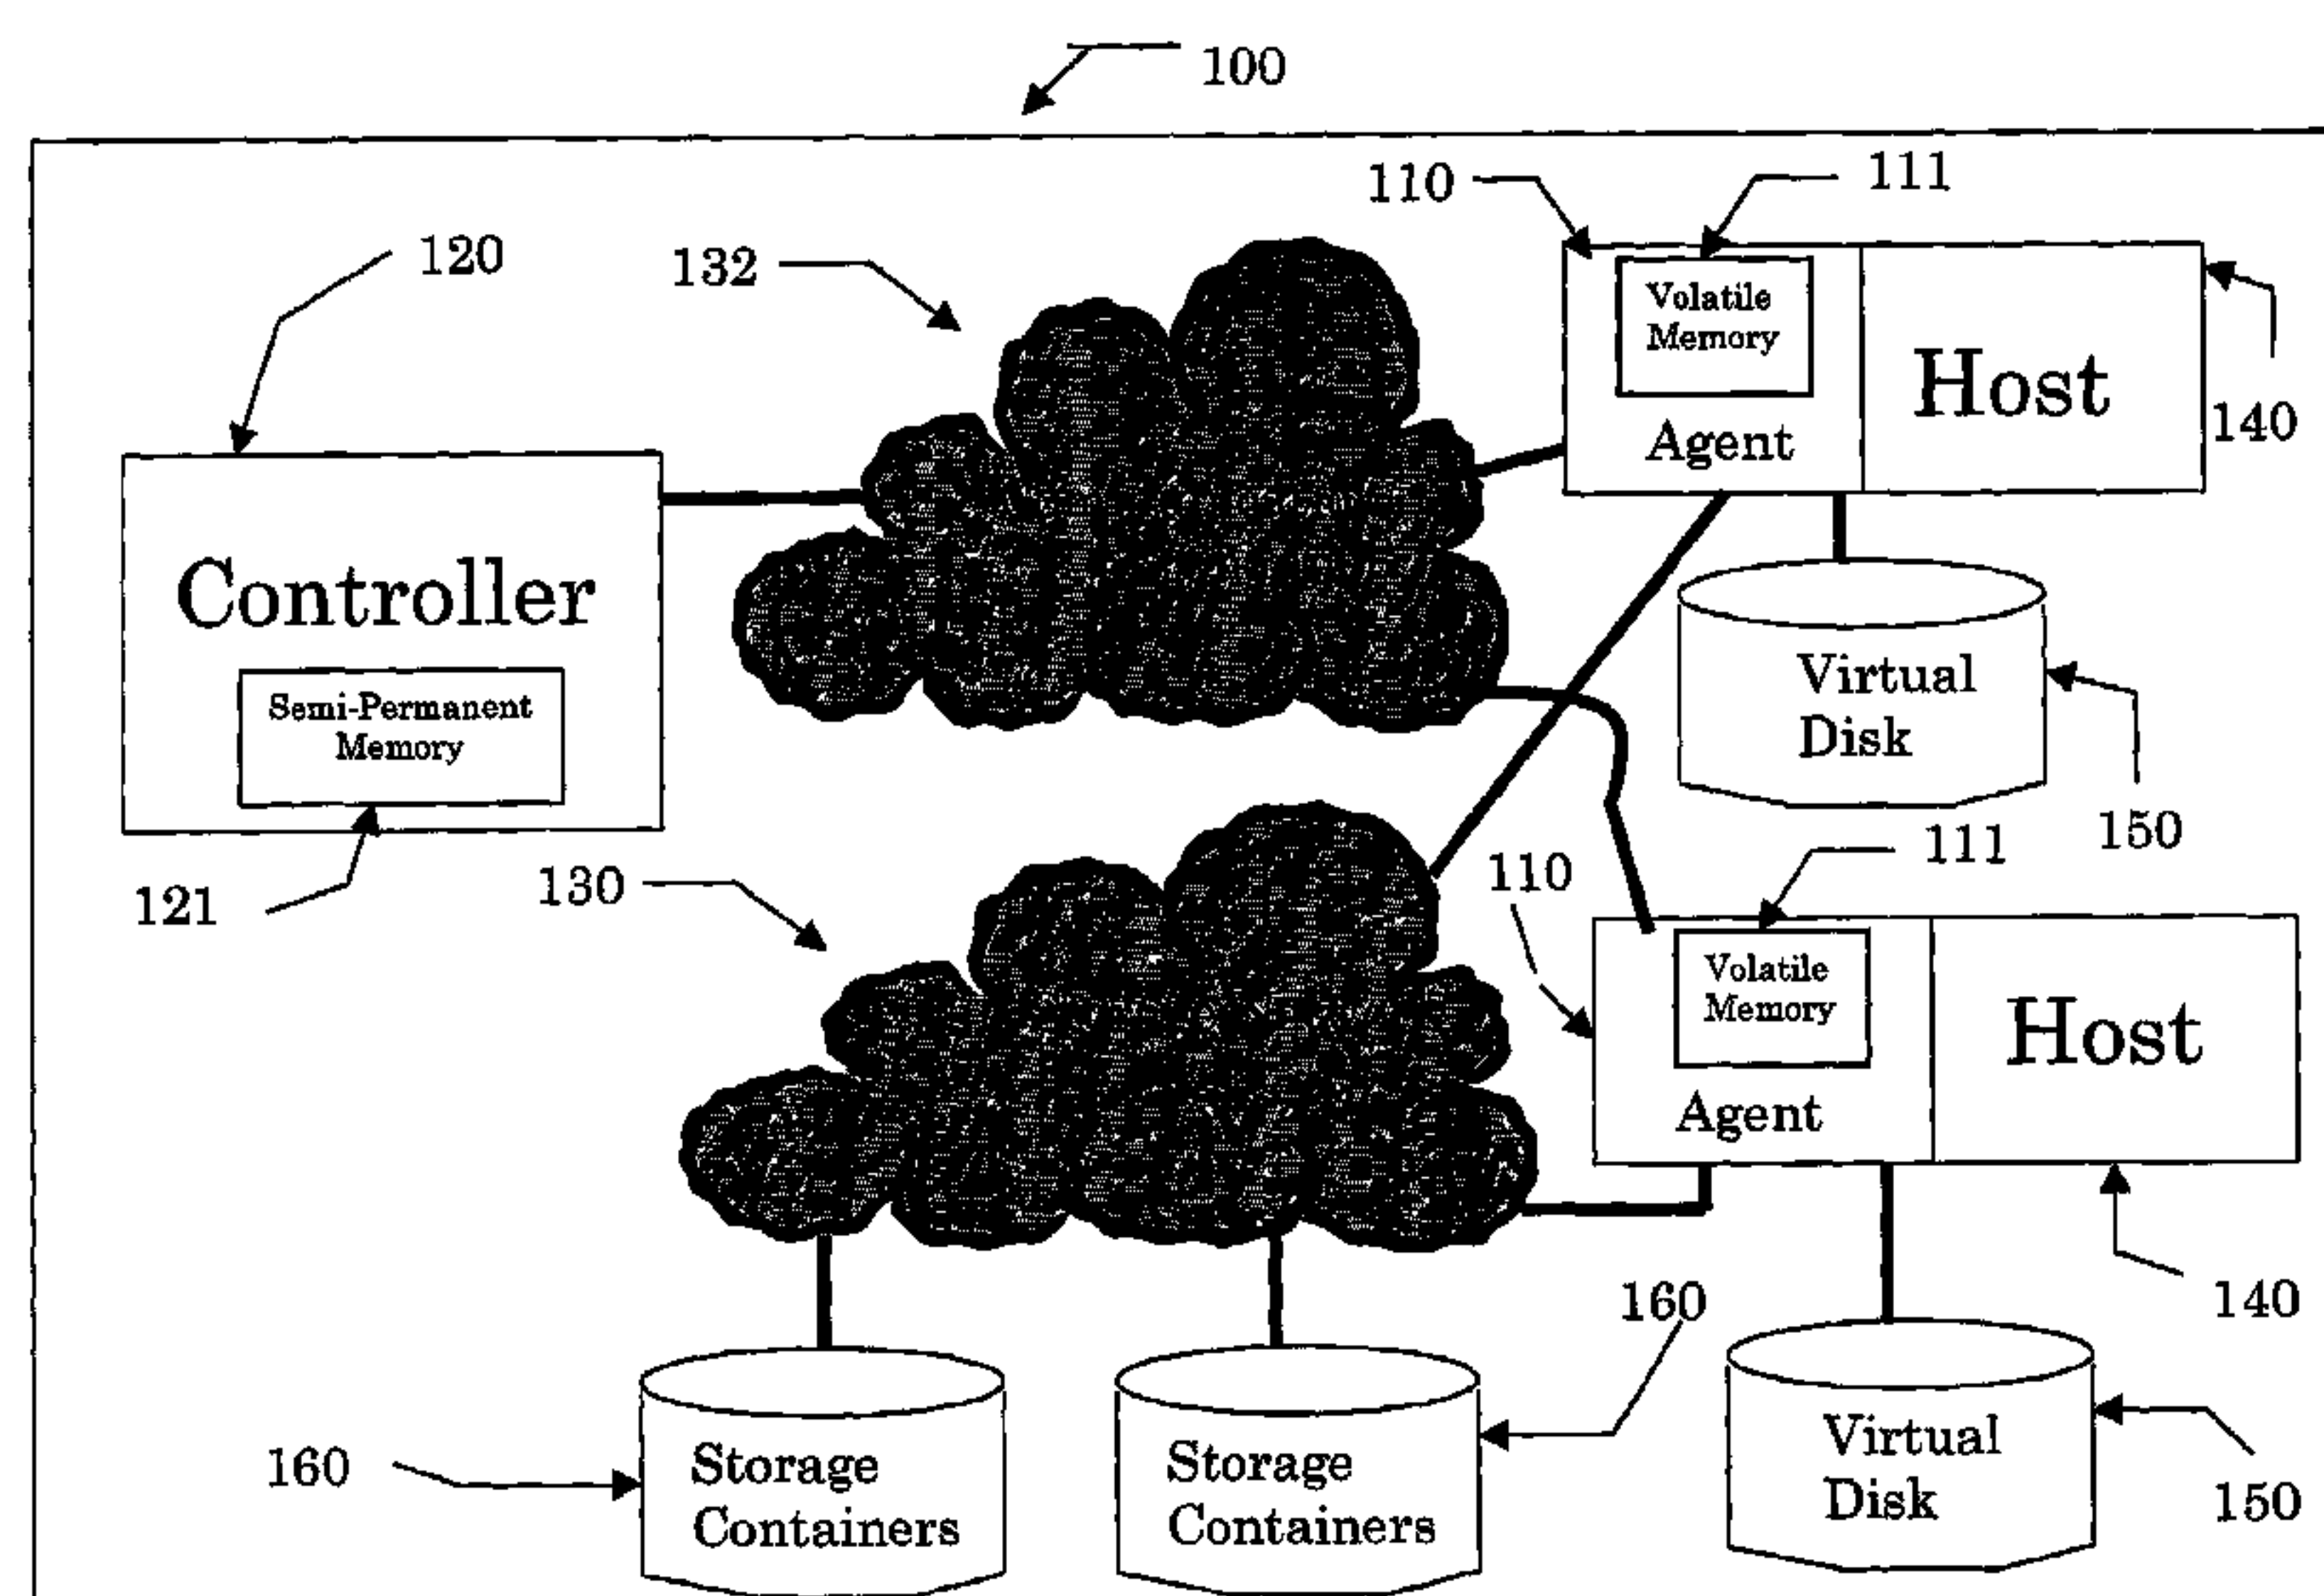 100
110
111
120
132
Volatile
Memory
Host
Agent
140
Controller
Semi-Permanent
Memory
Virtual
Disk
150
121
130
110
111
Volatile
Memory
Host
Agent
140
160
160
Storage
Containers
Storage
Containers
Virtual
Disk
150